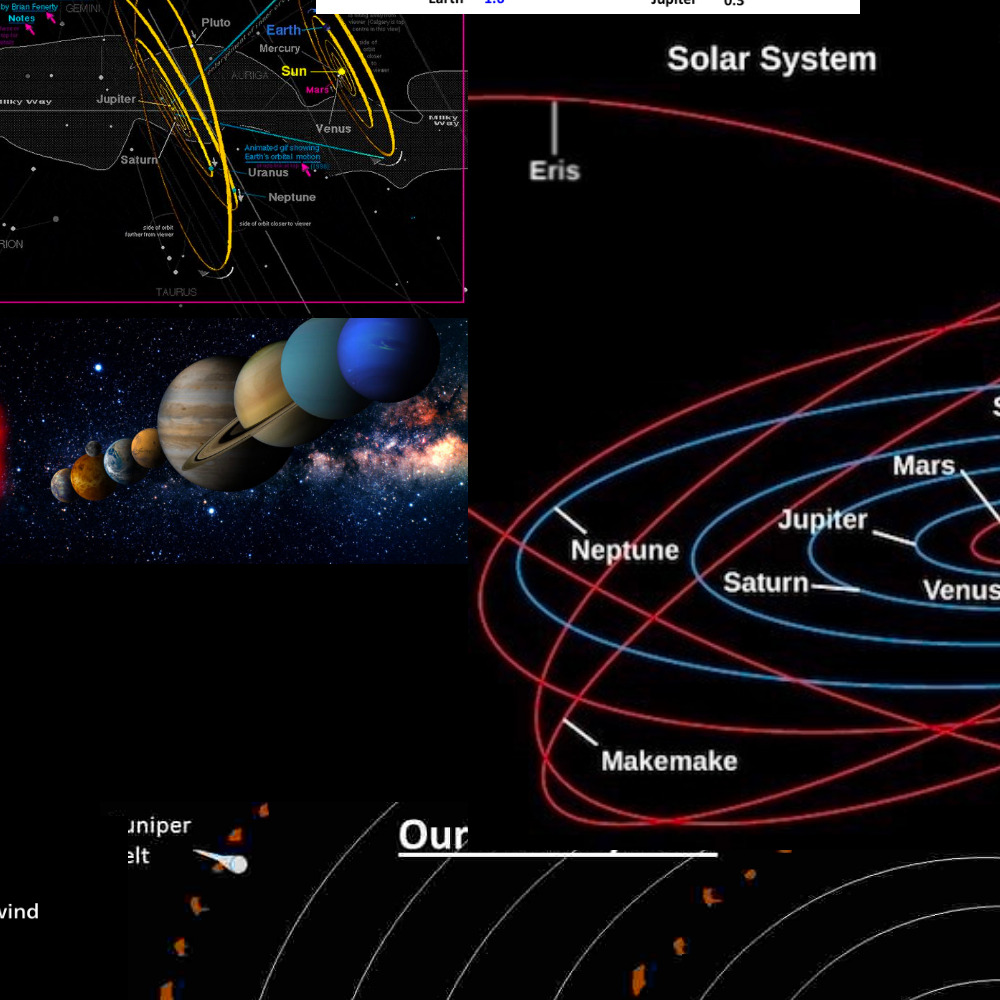 Earth 1.0 Jupiter 0.3
by Brian Fenerty
Notes
GEMINI
Pluto
Earth
Mercury
AURIGA
Sun
Mars
Jupiter
Milky Way
Milky
Way
Venus
Animated gif showing
Earth's orbital motion
Saturn
Uranus
Neptune
side of orbit
farther from viewer
side of orbit closer to viewer
RION
TAURUS
Solar System
Eris
S
Mars
Jupiter
Neptune
Saturn
Venus
Makemake
uniper
elt
Our
wind